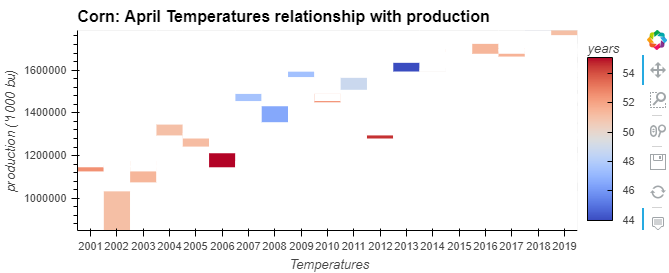 Corn: April Temperatures relationship with production
years
production ('1000 bu)
1600000
1400000
1200000
1000000
54
52
50
48
46
44
2001 2002 2003 2004 2005 2006 2007 2008 2009 2010 2011 2012 2013 2014 2015 2016 2017 2018 2019
Temperatures